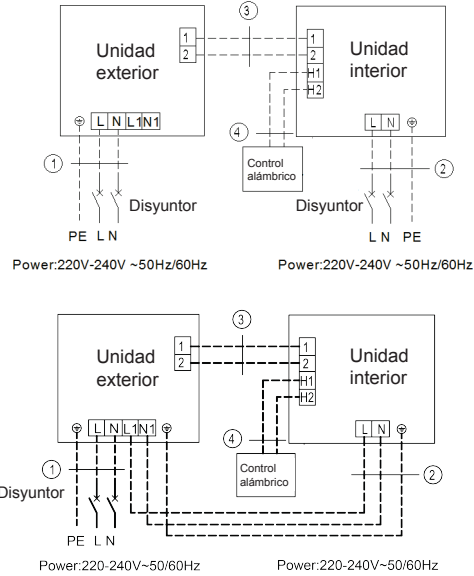 3
Unidad
exterior
1
2
1
2
H1
H2
Unidad
interior
4
L N L1 N1
L N
1
Control
alámbrico
2
Disyuntor
Disyuntor
PE L N
L N PE
Power:220V-240V ~50Hz/60Hz
Power:220V-240V ~50Hz/60Hz
3
Unidad
exterior
1
2
1
2
H1
H2
Unidad
interior
L N L1 N1
4
L N
1
Control
alámbrico
2
Disyuntor
PE L N
Power:220-240V~50/60Hz
Power:220-240V~50/60Hz